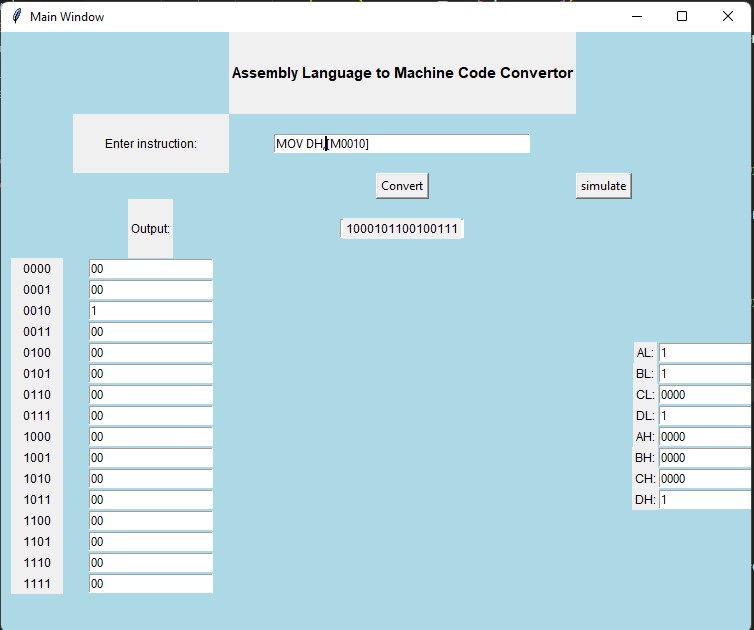 Main Window
Assembly Language to Machine Code Convertor
Enter instruction: MOV DH,[M0010]
Convert simulate
Output: 1000101100100111
0000 00
0001 00
0010 1
0011 00
0100 00 AL: 1
0101 00 BL: 1
0110 00 CL: 0000
0111 00 DL: 1
1000 00 AH: 0000
1001 00 BH: 0000
1010 00 CH: 0000
1011 00 DH: 1
1100 00
1101 00
1110 00
1111 00